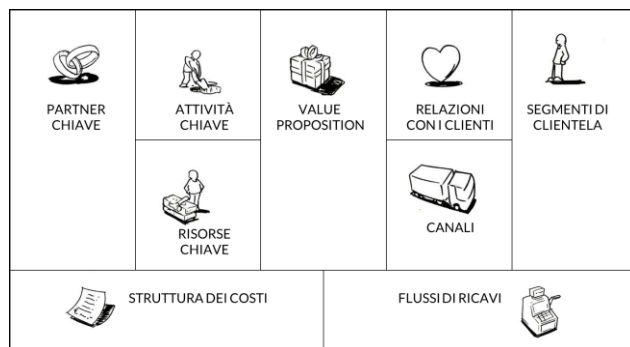 PARTNER
CHIAVE
ATTIVITÀ
CHIAVE
VALUE
PROPOSITION
RELAZIONI
CON I CLIENTI
SEGMENTI DI
CLIENTELA
RISORSE
CHIAVE
CANALI
STRUTTURA DEI COSTI
FLUSSI DI RICAVI